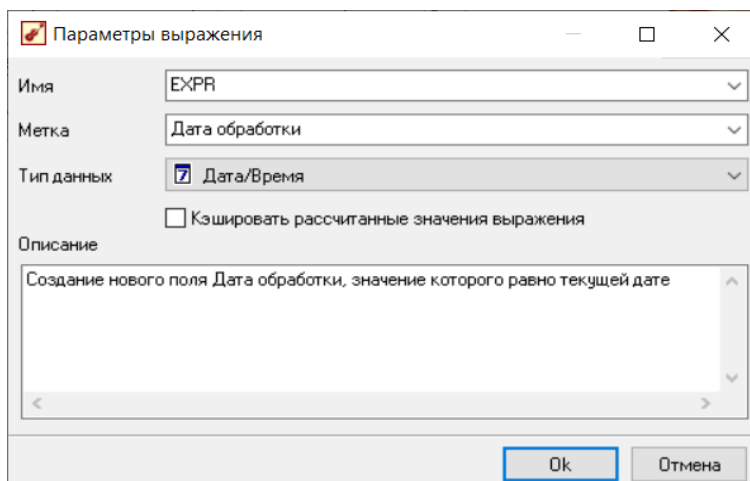 Параметры выражения
Имя EXPR
Метка Дата обработки
Тип данных 7 Дата/Время
Кэшировать рассчитанные значения выражения
Описание
Создание нового поля Дата обработки, значение которого равно текущей дате
Ok Отмена